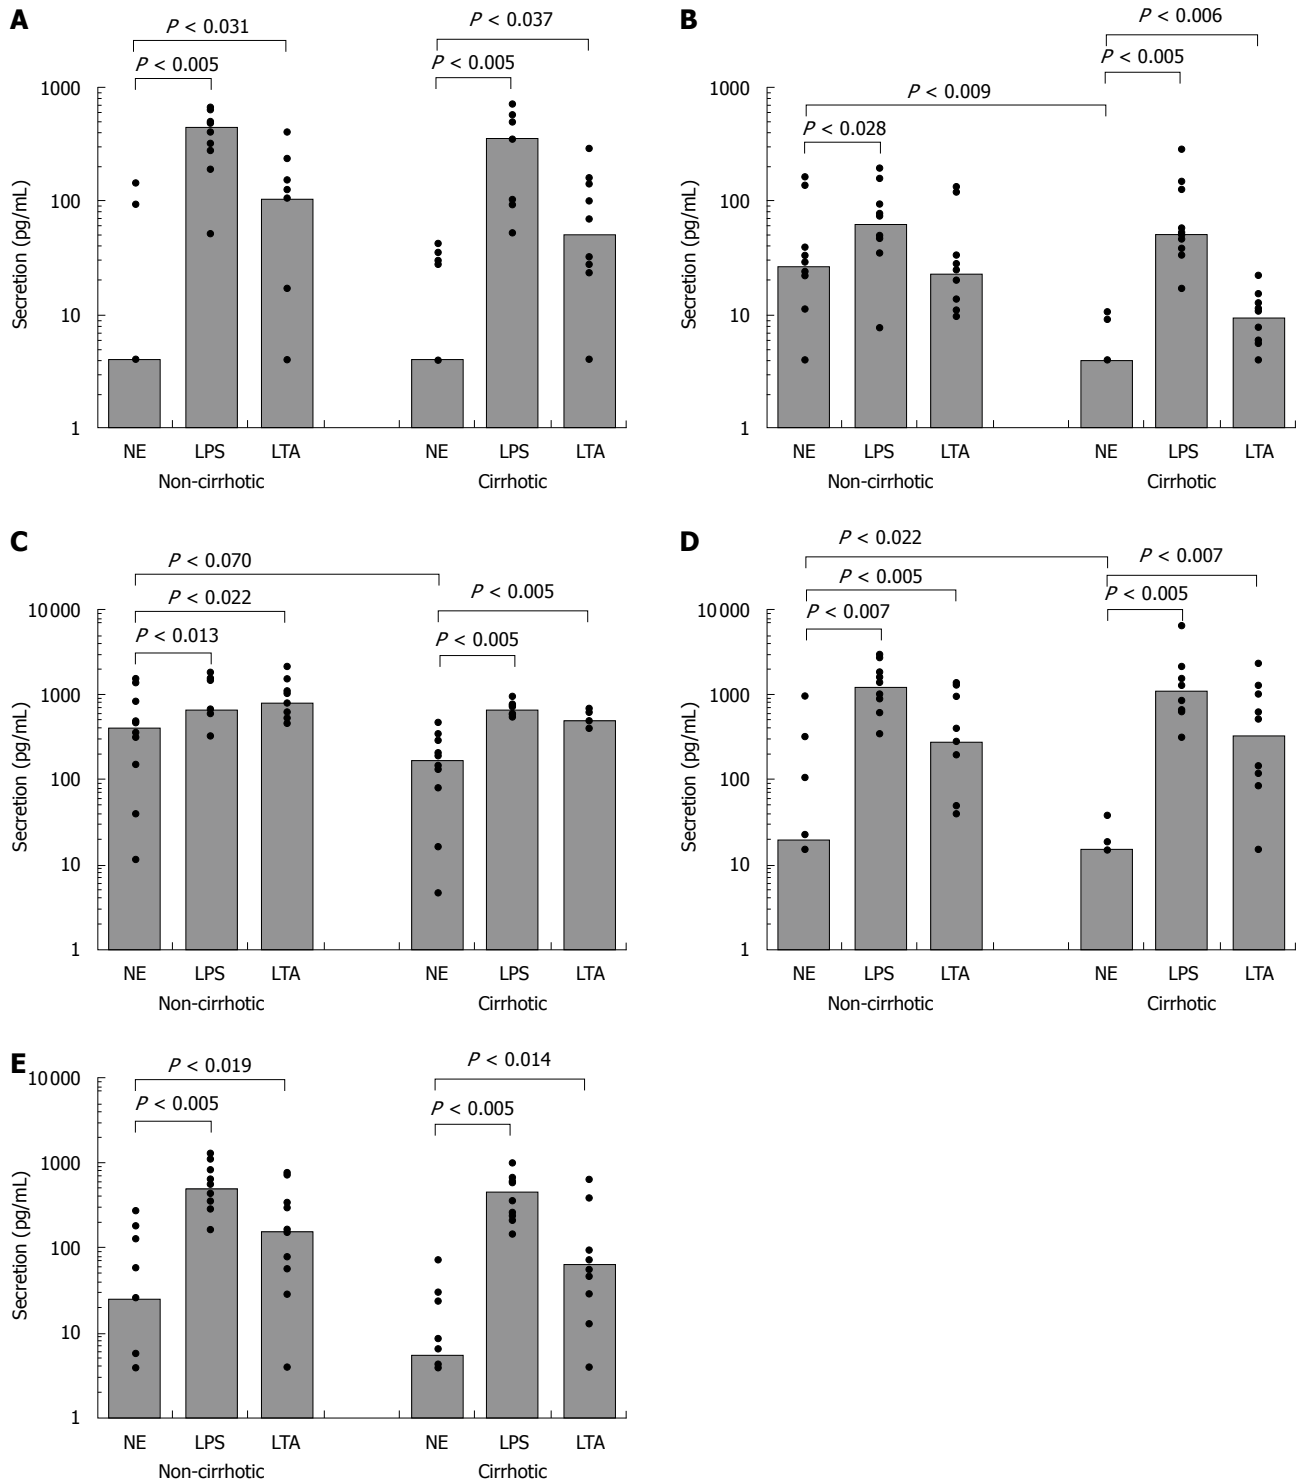 A
P < 0.031
P < 0.037
P < 0.005
P < 0.005
1000
100
10
1
Secretion (pg/mL)
NE LPS LTA NE LPS LTA
Non-cirrhotic Cirrhotic
B
P < 0.006
P < 0.005
P < 0.009
P < 0.028
1000
100
10
1
Secretion (pg/mL)
NE LPS LTA NE LPS LTA
Non-cirrhotic Cirrhotic
C
P < 0.070
P < 0.022
P < 0.005
P < 0.013
P < 0.005
10 000
1000
100
10
1
Secretion (pg/mL)
NE LPS LTA NE LPS LTA
Non-cirrhotic Cirrhotic
D
P < 0.022
P < 0.007
P < 0.005
P < 0.005
P < 0.007
10 000
1000
100
10
1
Secretion (pg/mL)
NE LPS LTA NE LPS LTA
Non-cirrhotic Cirrhotic
E
P < 0.019
P < 0.014
P < 0.005
P < 0.005
10 000
1000
100
10
1
Secretion (pg/mL)
NE LPS LTA NE LPS LTA
Non-cirrhotic Cirrhotic